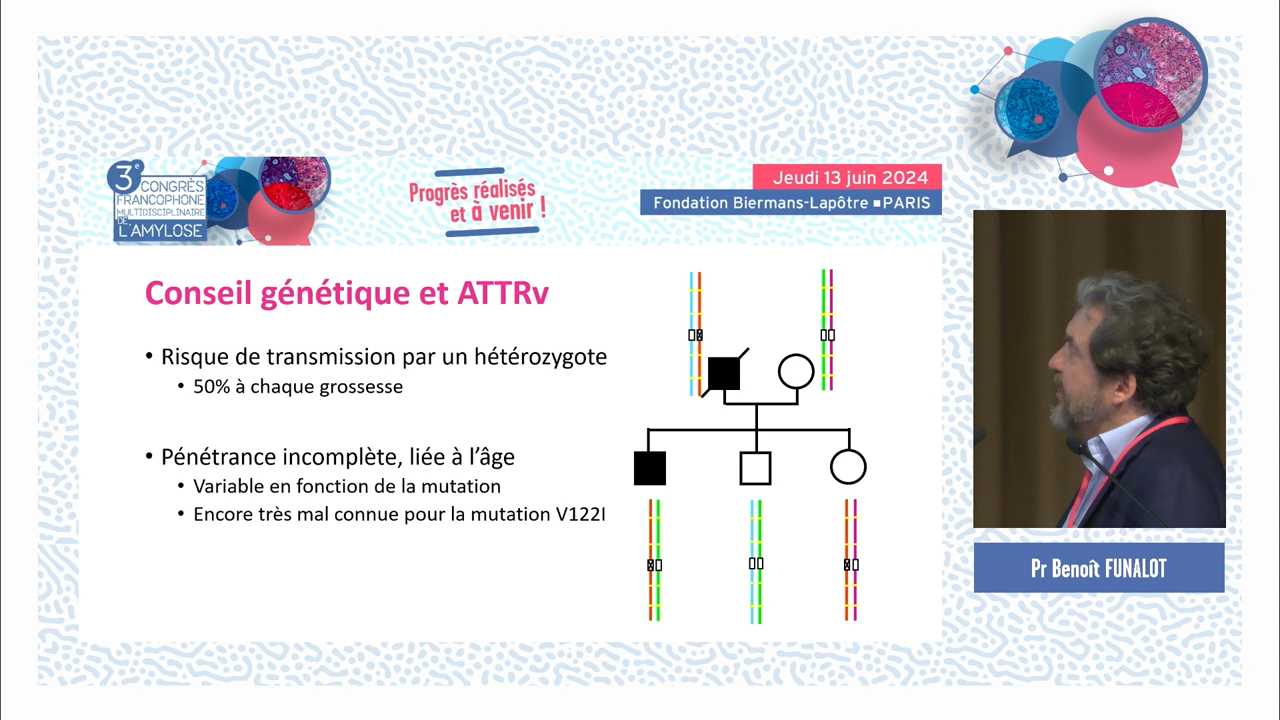 3e
CONGRÈS
FRANCOPHONE
MULTIDISCIPLINAIRE
DE
L'AMYLOSE
Progrès réalisés
et à venir !
Jeudi 13 juin 2024
Fondation Biermans-Lapôtre ■ PARIS
Conseil génétique et ATTRv
• Risque de transmission par un hétérozygote
• 50% à chaque grossesse
• Pénétrance incomplète, liée à l’âge
• Variable en fonction de la mutation
• Encore très mal connue pour la mutation V122I
Pr Benoît FUNALOT